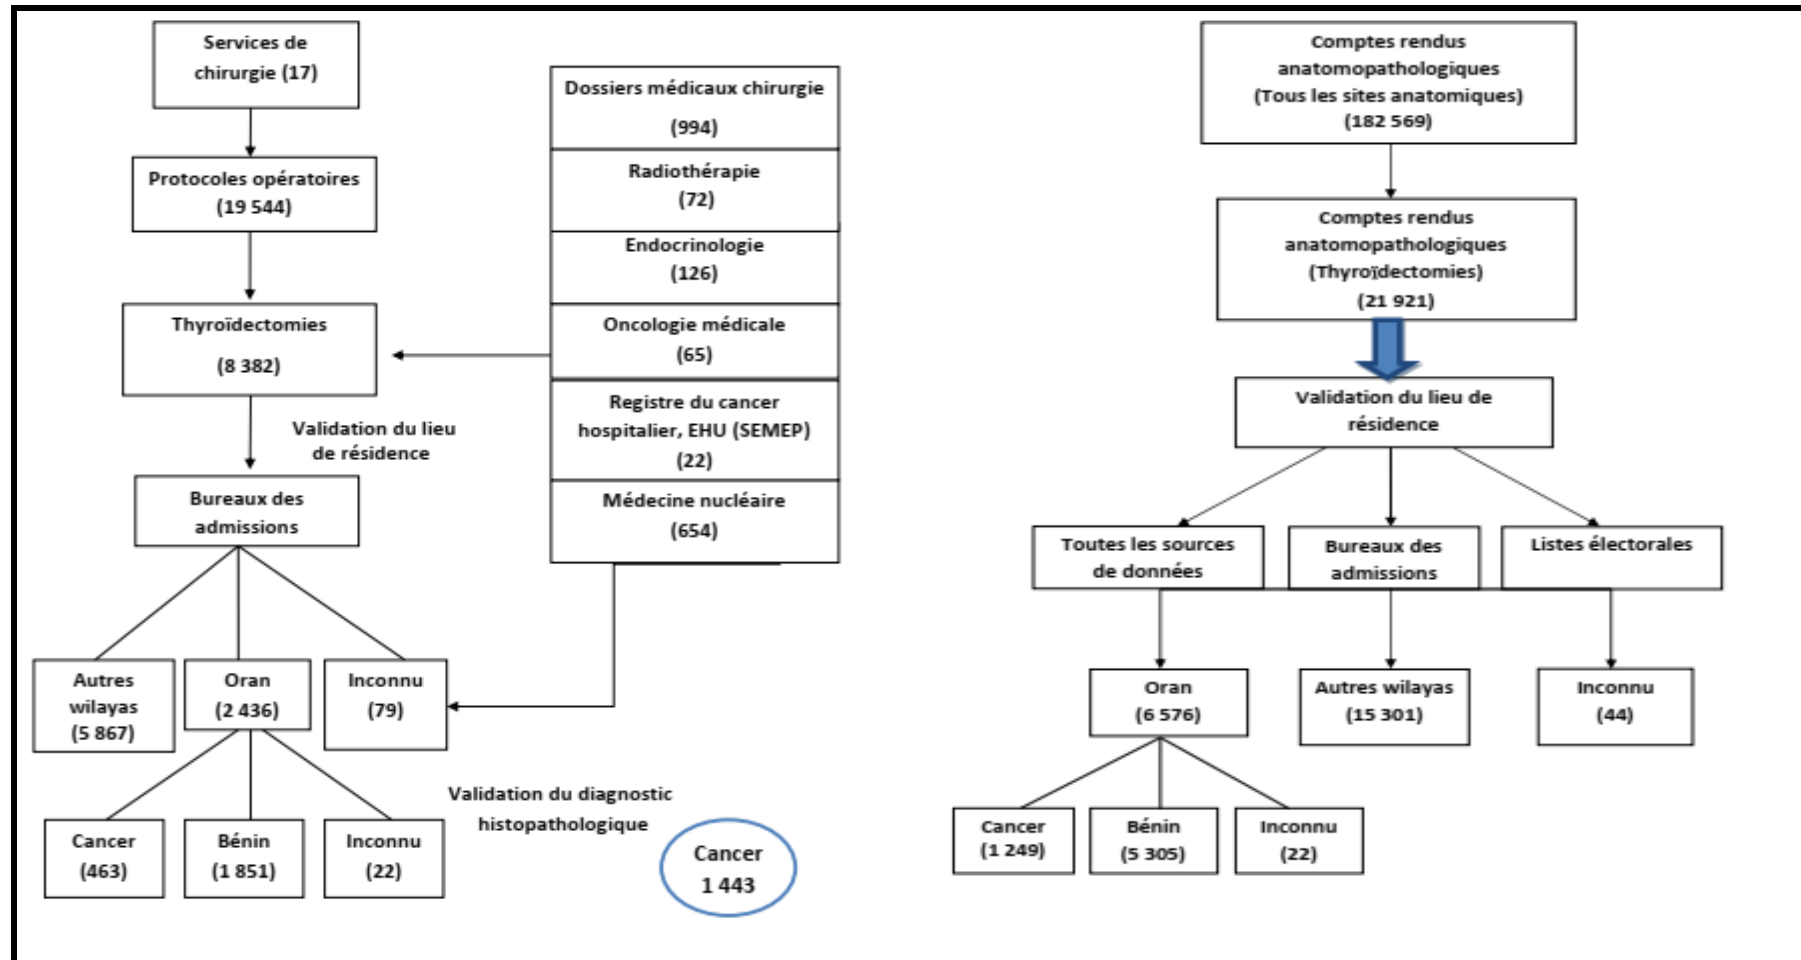 Services de
chirurgie (17)
Protocoles opératoires
(19 544)
Thyroïdectomies
(8 382)
Validation du lieu
de résidence
Bureaux des
admissions
Autres
wilayas
(5 867)
Oran
(2 436)
Inconnu
(79)
Cancer
(463)
Bénin
(1 851)
Inconnu
(22)
Validation du diagnostic
histopathologique
Cancer
1 443
Dossiers médicaux chirurgie
(994)
Radiothérapie
(72)
Endocrinologie
(126)
Oncologie médicale
(65)
Registre du cancer
hospitalier, EHU (SEMEP)
(22)
Médecine nucléaire
(654)
Comptes rendus
anatomopathologiques
(Tous les sites anatomiques)
(182 569)
Comptes rendus
anatomopathologiques
(Thyroïdectomies)
(21 921)
Validation du lieu de
résidence
Toutes les sources
de données
Bureaux des
admissions
Listes électorales
Oran
(6 576)
Autres wilayas
(15 301)
Inconnu
(44)
Cancer
(1 249)
Bénin
(5 305)
Inconnu
(22)